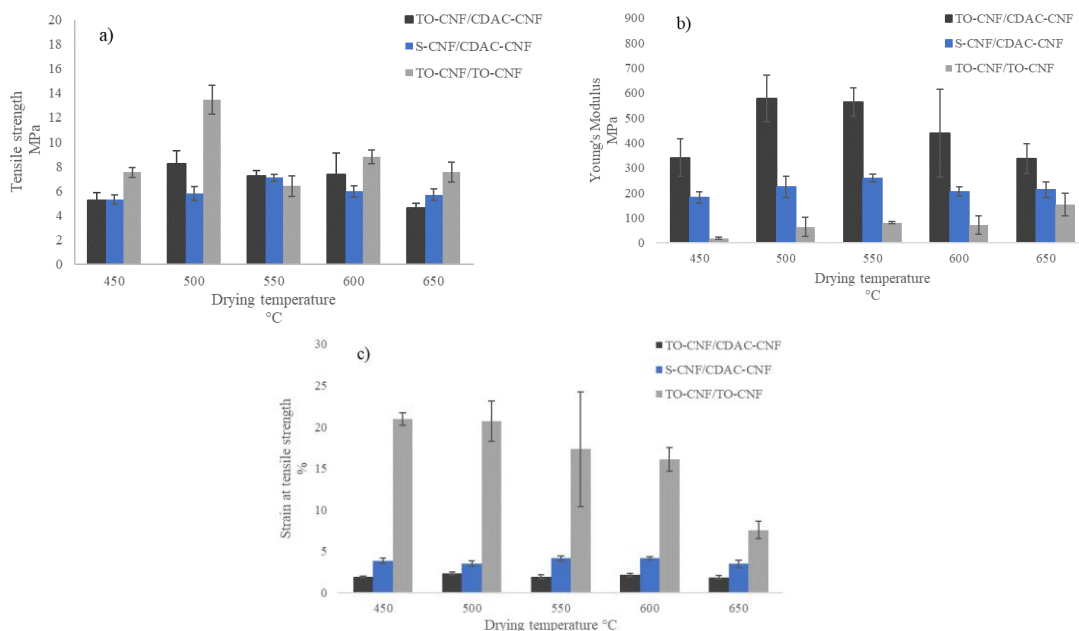 a)
TO-CNF/CDAC-CNF
S-CNF/CDAC-CNF
TO-CNF/TO-CNF
Tensile strength
MPa
20
18
16
14
12
10
8
6
4
2
0
450 500 550 600 650
Drying temperature
°C
b)
TO-CNF/CDAC-CNF
S-CNF/CDAC-CNF
TO-CNF/TO-CNF
Young's Modulus
MPa
900
800
700
600
500
400
300
200
100
0
450 500 550 600 650
Drying temperature
°C
c)
TO-CNF/CDAC-CNF
S-CNF/CDAC-CNF
TO-CNF/TO-CNF
Strain at tensile strength
%
30
25
20
15
10
5
0
450 500 550 600 650
Drying temperature °C